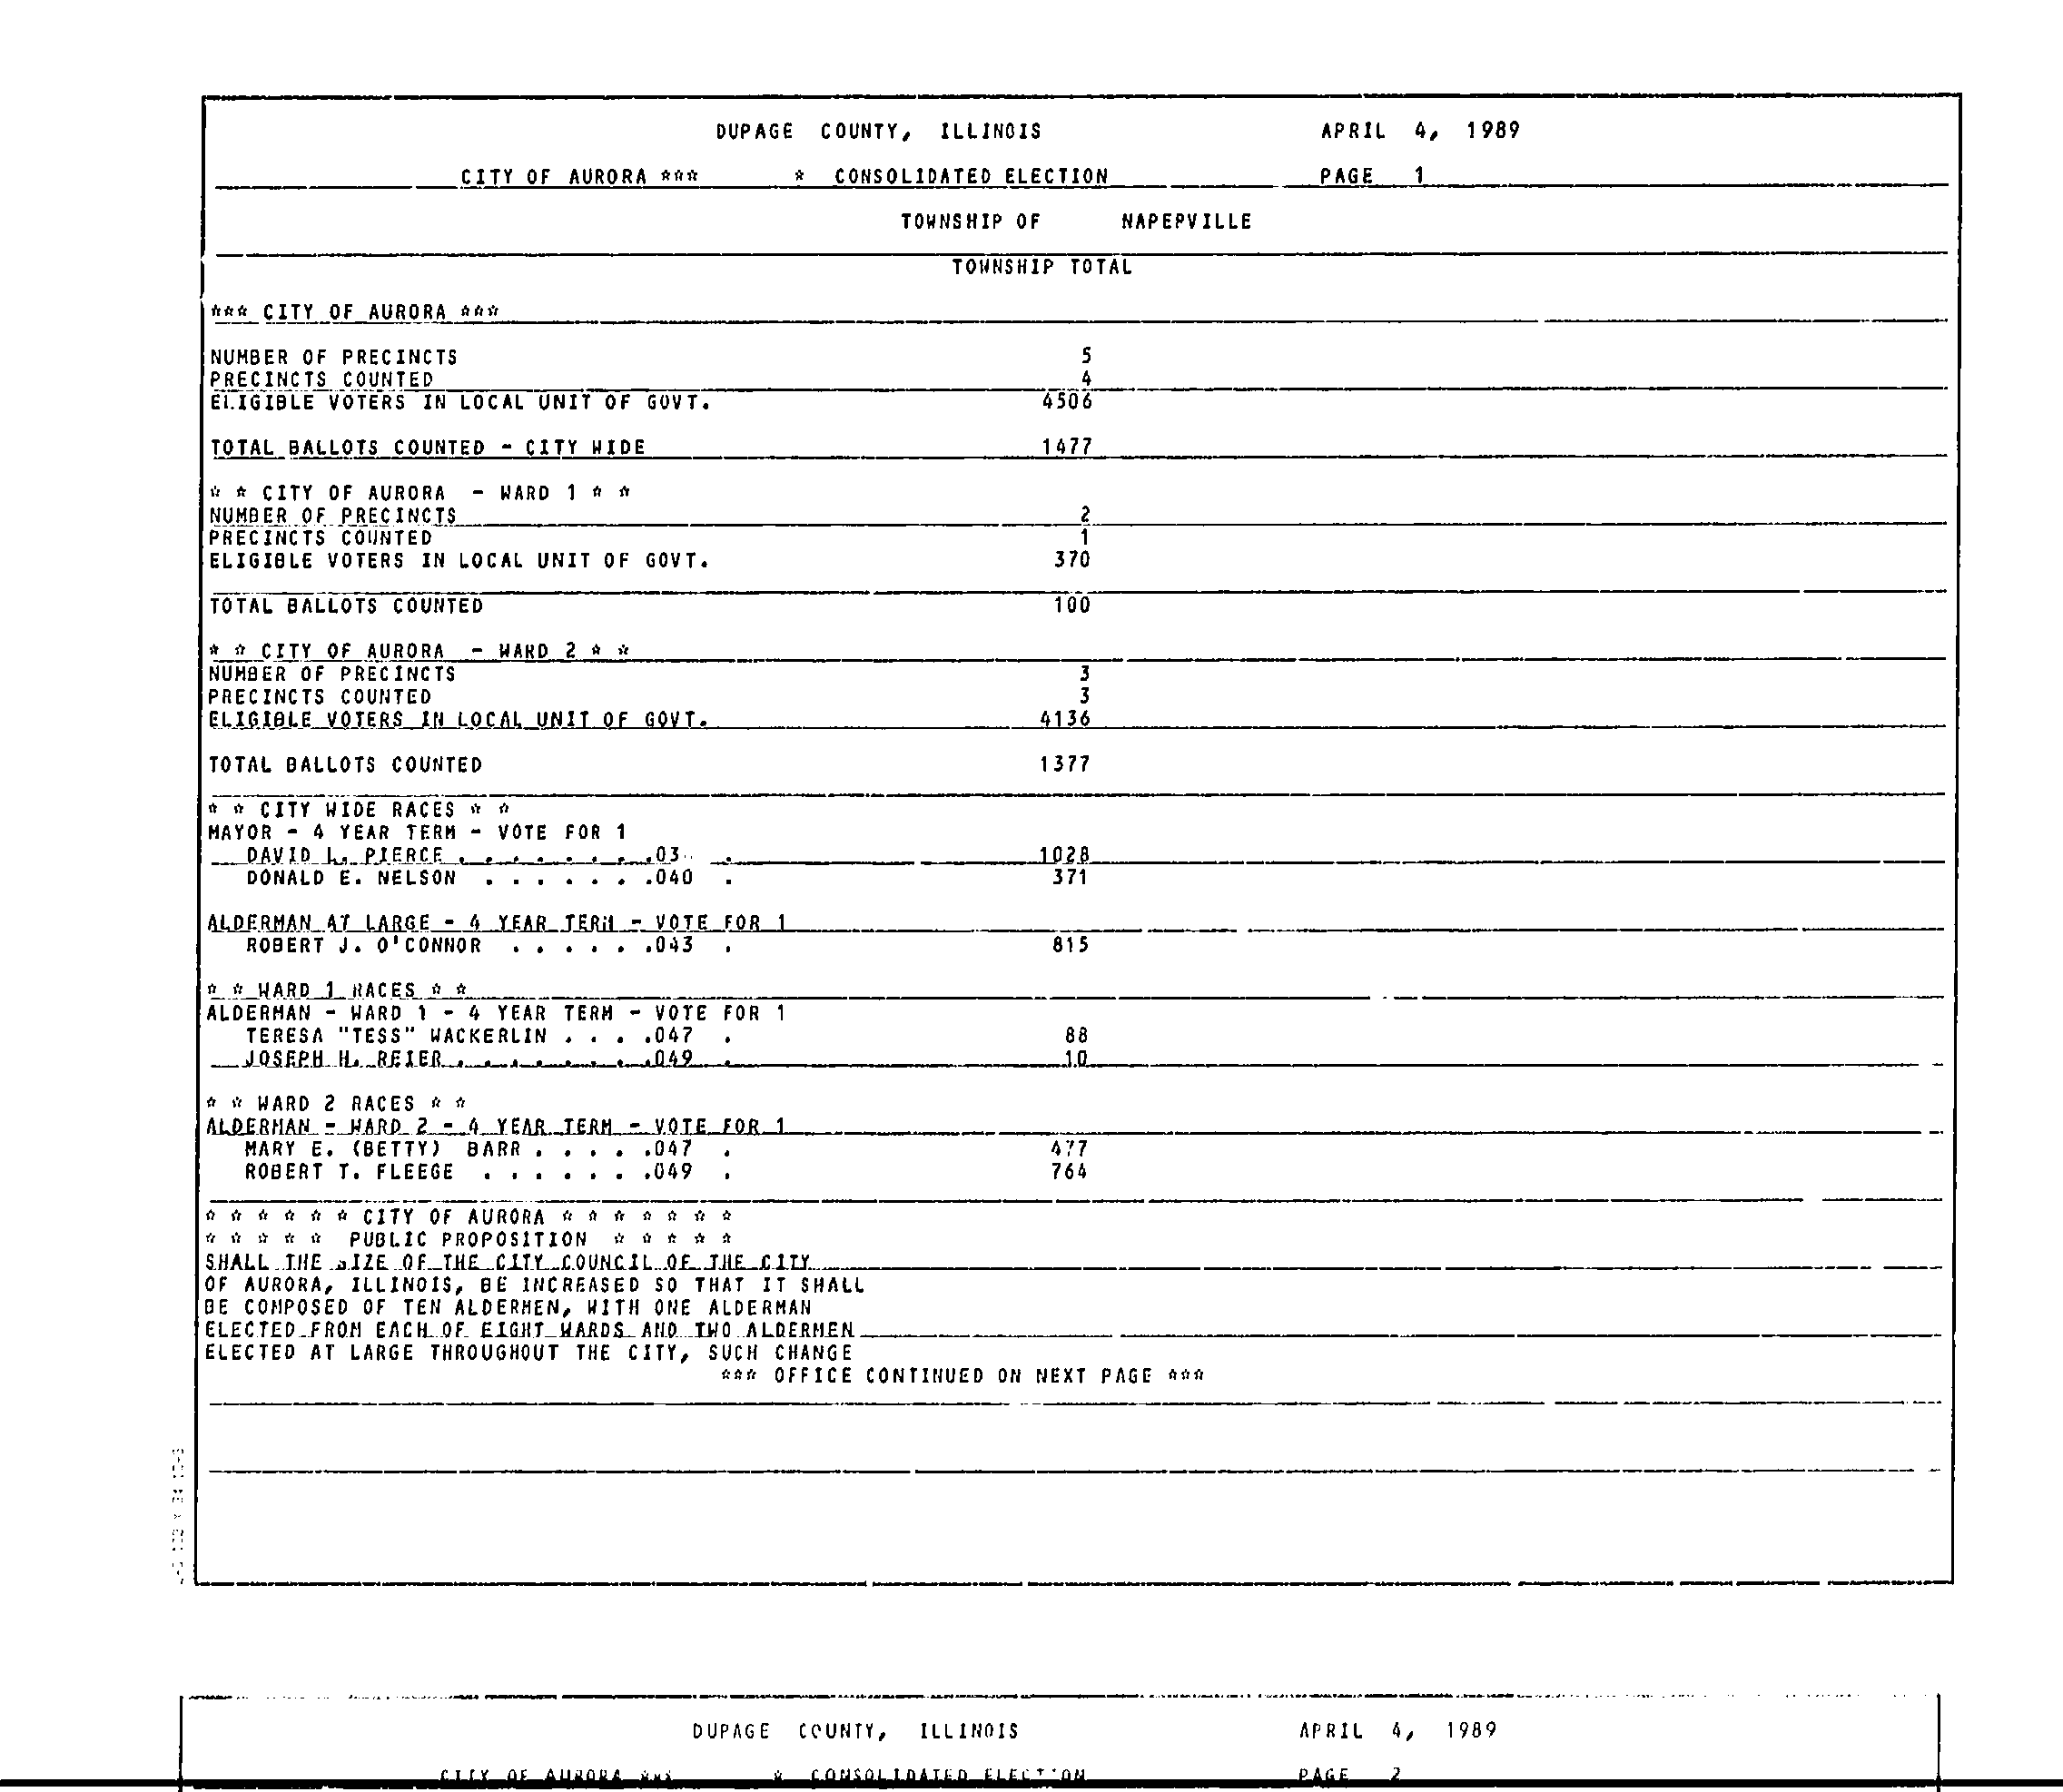 DUPAGE COUNTY, ILLINOIS APRIL 4, 1989
CITY OF AURORA *** * CONSOLIDATED ELECTION PAGE 1
TOWNSHIP OF NAPEPVILLE
TOWNSHIP TOTAL
*** CITY OF AURORA ***
NUMBER OF PRECINCTS 5
PRECINCTS COUNTED 4
ELIGIBLE VOTERS IN LOCAL UNIT OF GOVT. 4506
TOTAL BALLOTS COUNTED - CITY WIDE 1477
* * CITY OF AURORA - WARD 1 * *
NUMBER OF PRECINCTS 2
PRECINCTS COUNTED 1
ELIGIBLE VOTERS IN LOCAL UNIT OF GOVT. 370
TOTAL BALLOTS COUNTED 100
* * CITY OF AURORA - WARD 2 * *
NUMBER OF PRECINCTS 3
PRECINCTS COUNTED 3
ELIGIBLE VOTERS IN LOCAL UNIT OF GOVT. 4136
TOTAL BALLOTS COUNTED 1377
* * CITY WIDE RACES * *
MAYOR - 4 YEAR TERM - VOTE FOR 1
DAVID L. PIERCE . . . . . . . .03 . 1028
DONALD E. NELSON . . . . . . .040 . 371
ALDERMAN AT LARGE - 4 YEAR TERM - VOTE FOR 1
ROBERT J. O'CONNOR . . . . . .043 . 815
* * WARD 1 RACES * *
ALDERMAN - WARD 1 - 4 YEAR TERM - VOTE FOR 1
TERESA "TESS" WACKERLIN . . . .047 . 88
JOSEPH H. REIER . . . . . . . .049 . 10
* * WARD 2 RACES * *
ALDERMAN - WARD 2 - 4 YEAR TERM - VOTE FOR 1
MARY E. (BETTY) BARR . . . . .047 . 477
ROBERT T. FLEEGE . . . . . . .049 . 764
* * * * * * CITY OF AURORA * * * * * * *
* * * * * PUBLIC PROPOSITION * * * * *
SHALL THE SIZE OF THE CITY COUNCIL OF THE CITY
OF AURORA, ILLINOIS, BE INCREASED SO THAT IT SHALL
BE COMPOSED OF TEN ALDERMEN, WITH ONE ALDERMAN
ELECTED FROM EACH OF EIGHT WARDS AND TWO ALDERMEN
ELECTED AT LARGE THROUGHOUT THE CITY, SUCH CHANGE
*** OFFICE CONTINUED ON NEXT PAGE ***
DUPAGE COUNTY, ILLINOIS APRIL 4, 1989
CITY OF AURORA *** * CONSOLIDATED ELECTION PAGE 2